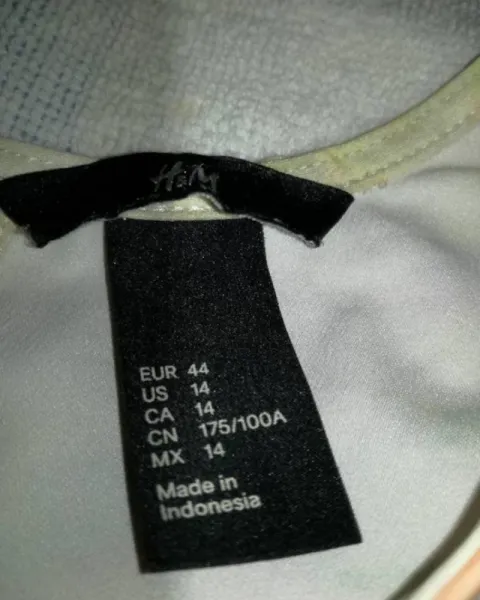 H&M
EUR 44
US 14
CA 14
CN 175/100A
MX 14
Made in
Indonesia